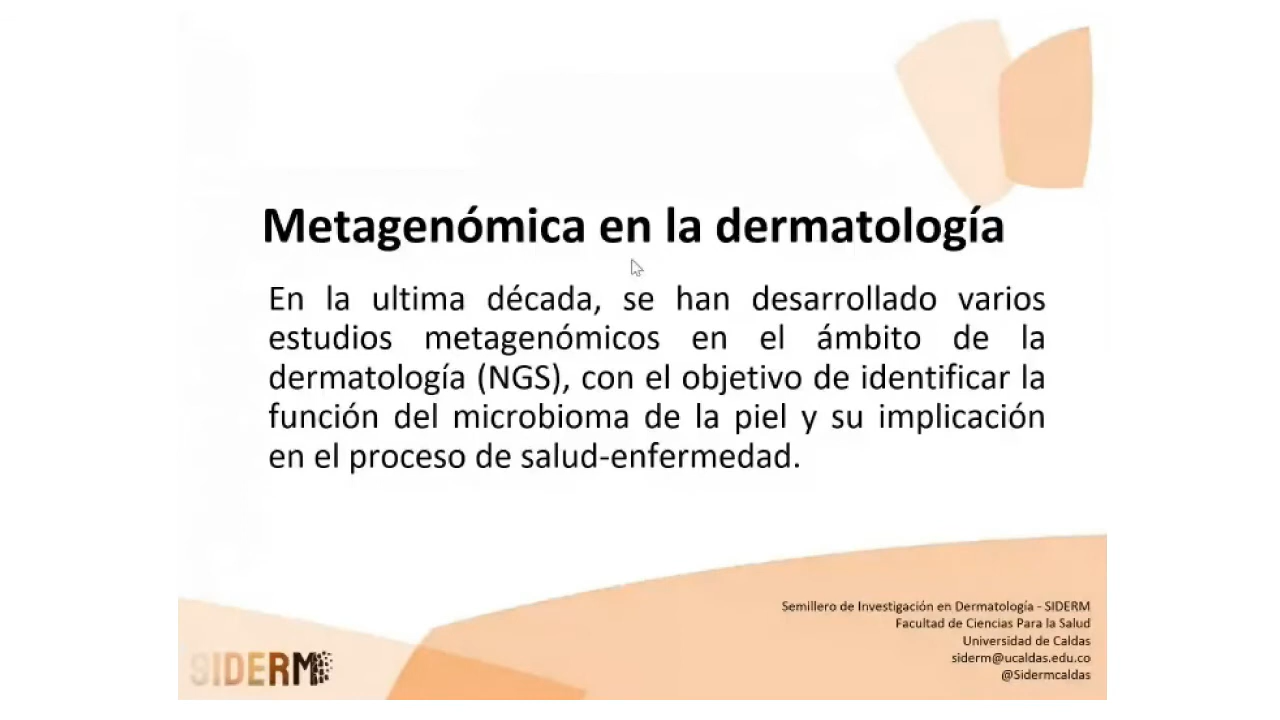 Metagenómica en la dermatología
En la ultima década, se han desarrollado varios
estudios metagenómicos en el ámbito de la
dermatología (NGS), con el objetivo de identificar la
función del microbioma de la piel y su implicación
en el proceso de salud-enfermedad.
Semillero de Investigación en Dermatología - SIDERM
Facultad de Ciencias Para la Salud
Universidad de Caldas
siderm@ucaldas.edu.co
@Sidermcaldas
SIDERM